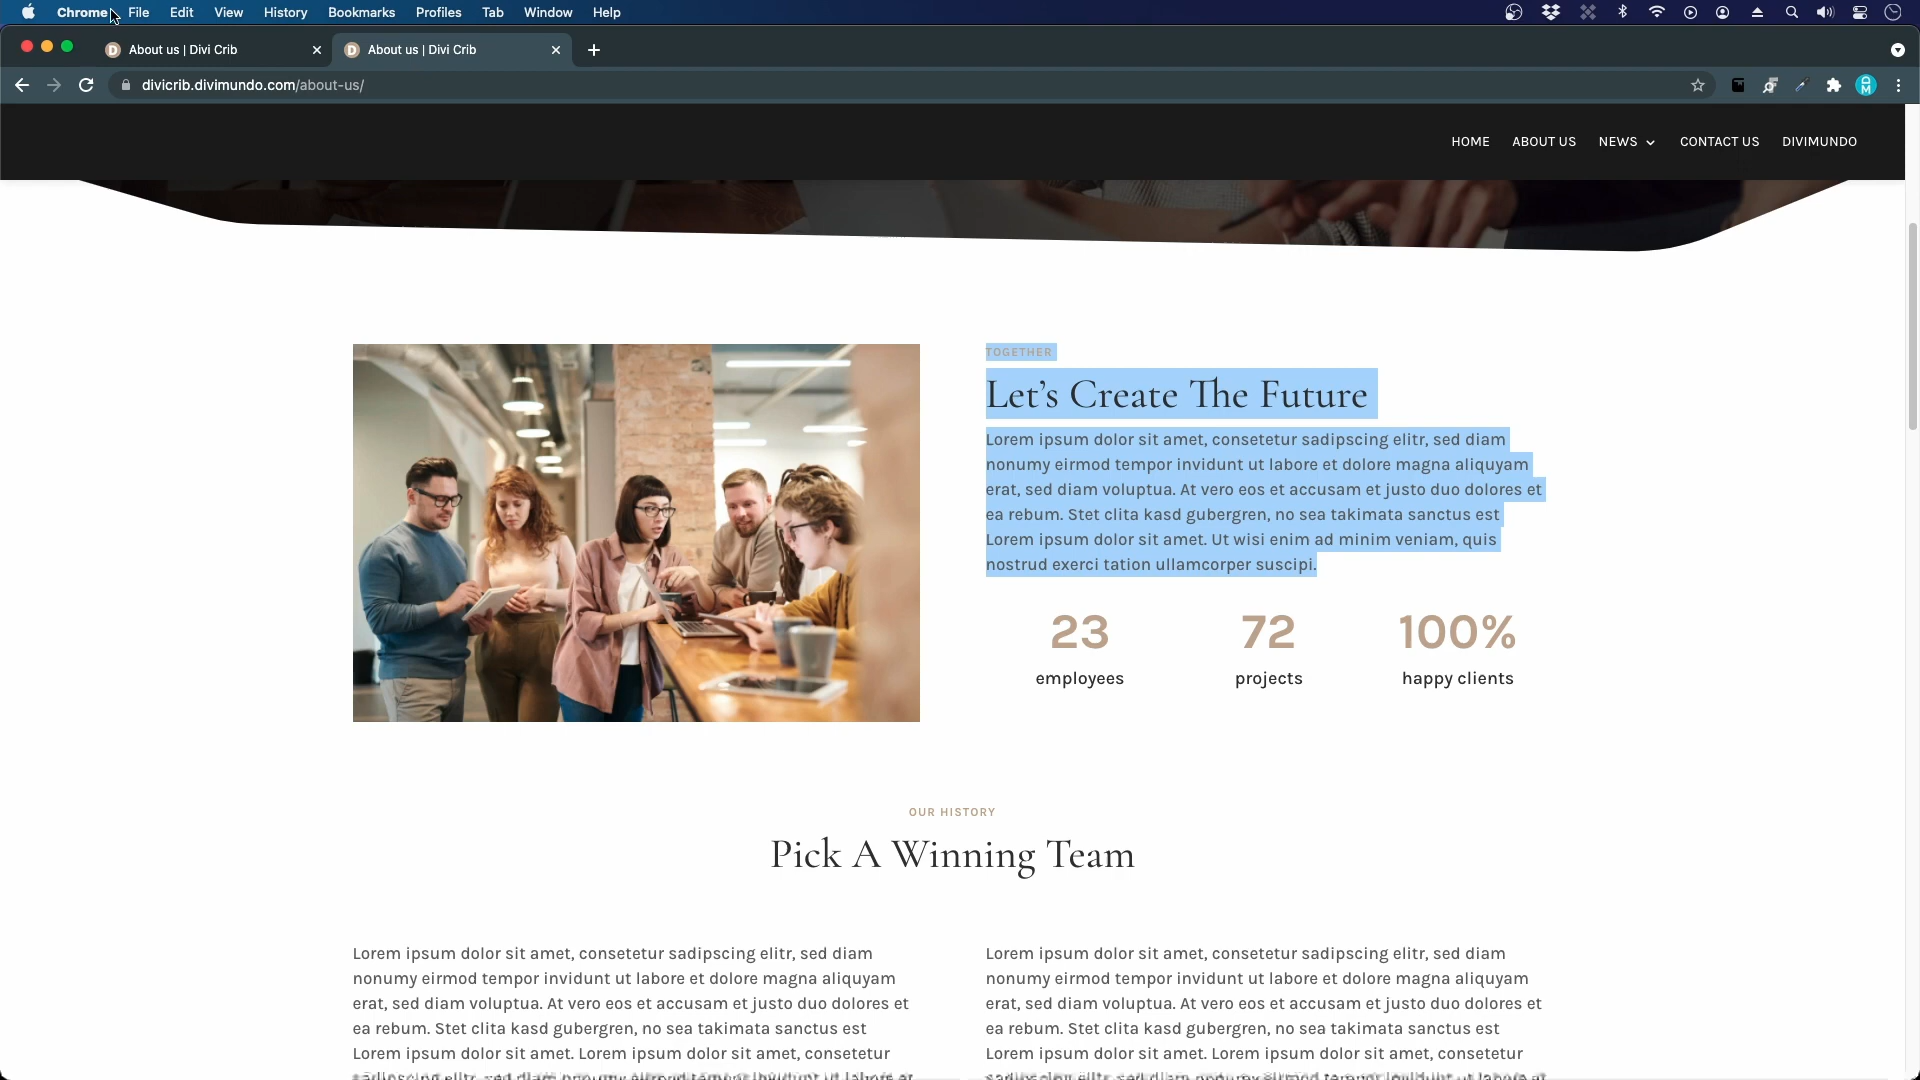 Chrome File Edit View History Bookmarks Profiles Tab Window Help
About us | Divi Crib
About us | Divi Crib
divicrib.divimundo.com/about-us/
HOME ABOUT US NEWS CONTACT US DIVIMUNDO
TOGETHER
Let’s Create The Future
Lorem ipsum dolor sit amet, consetetur sadipscing elitr, sed diam
nonumy eirmod tempor invidunt ut labore et dolore magna aliquyam
erat, sed diam voluptua. At vero eos et accusam et justo duo dolores et
ea rebum. Stet clita kasd gubergren, no sea takimata sanctus est
Lorem ipsum dolor sit amet. Ut wisi enim ad minim veniam, quis
nostrud exerci tation ullamcorper suscipi.
23 72 100%
employees projects happy clients
OUR HISTORY
Pick A Winning Team
Lorem ipsum dolor sit amet, consetetur sadipscing elitr, sed diam
nonumy eirmod tempor invidunt ut labore et dolore magna aliquyam
erat, sed diam voluptua. At vero eos et accusam et justo duo dolores et
ea rebum. Stet clita kasd gubergren, no sea takimata sanctus est
Lorem ipsum dolor sit amet. Lorem ipsum dolor sit amet, consetetur
Lorem ipsum dolor sit amet, consetetur sadipscing elitr, sed diam
nonumy eirmod tempor invidunt ut labore et dolore magna aliquyam
erat, sed diam voluptua. At vero eos et accusam et justo duo dolores et
ea rebum. Stet clita kasd gubergren, no sea takimata sanctus est
Lorem ipsum dolor sit amet. Lorem ipsum dolor sit amet, consetetur